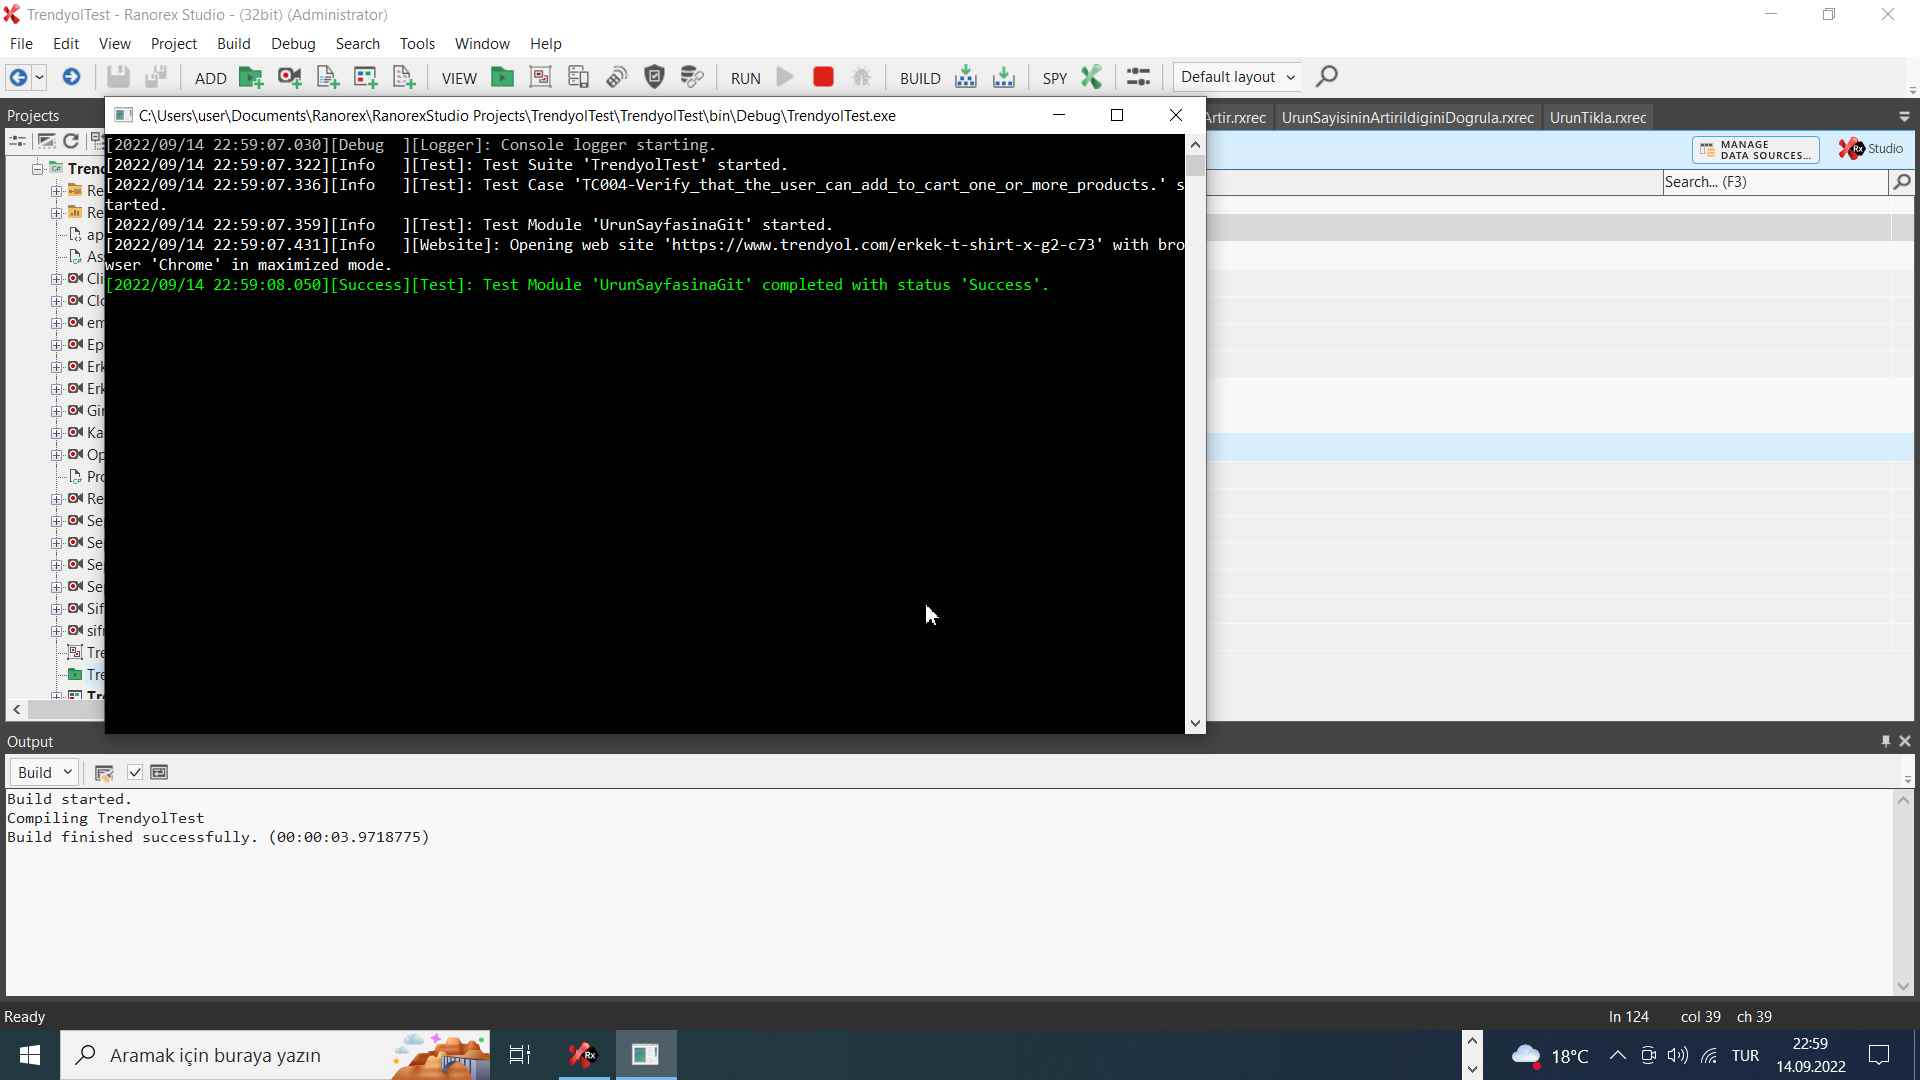 TrendyolTest - Ranorex Studio - (32bit) (Administrator)
File Edit View Project Build Debug Search Tools Window Help
ADD VIEW RUN BUILD SPY Default layout
Projects
C:\Users\user\Documents\Ranorex\RanorexStudio Projects\TrendyolTest\TrendyolTest\bin\Debug\TrendyolTest.exe
Artir.rxrec UrunSayisininArtirildiginiDogrula.rxrec UrunTikla.rxrec
MANAGE
DATA SOURCES...
Rx Studio
Search... (F3)
[2022/09/14 22:59:07.030][Debug  ][Logger]: Console logger starting.
[2022/09/14 22:59:07.322][Info   ][Test]: Test Suite 'TrendyolTest' started.
[2022/09/14 22:59:07.336][Info   ][Test]: Test Case 'TC004-Verify_that_the_user_can_add_to_cart_one_or_more_products.' s
tarted.
[2022/09/14 22:59:07.359][Info   ][Test]: Test Module 'UrunSayfasinaGit' started.
[2022/09/14 22:59:07.431][Info   ][Website]: Opening web site 'https://www.trendyol.com/erkek-t-shirt-x-g2-c73' with bro
wser 'Chrome' in maximized mode.
[2022/09/14 22:59:08.050][Success][Test]: Test Module 'UrunSayfasinaGit' completed with status 'Success'.
Trend
Re
Re
ap
As
Cli
Clo
em
Ep
Erk
Erk
Gir
Ka
Op
Pro
Re
Se
Se
Se
Se
Sif
sifr
Tre
Tre
Tr
Output
Build
Build started.
Compiling TrendyolTest
Build finished successfully. (00:00:03.9718775)
Ready ln 124 col 39 ch 39
Aramak için buraya yazın
Rx
18°C TUR
22:59
14.09.2022